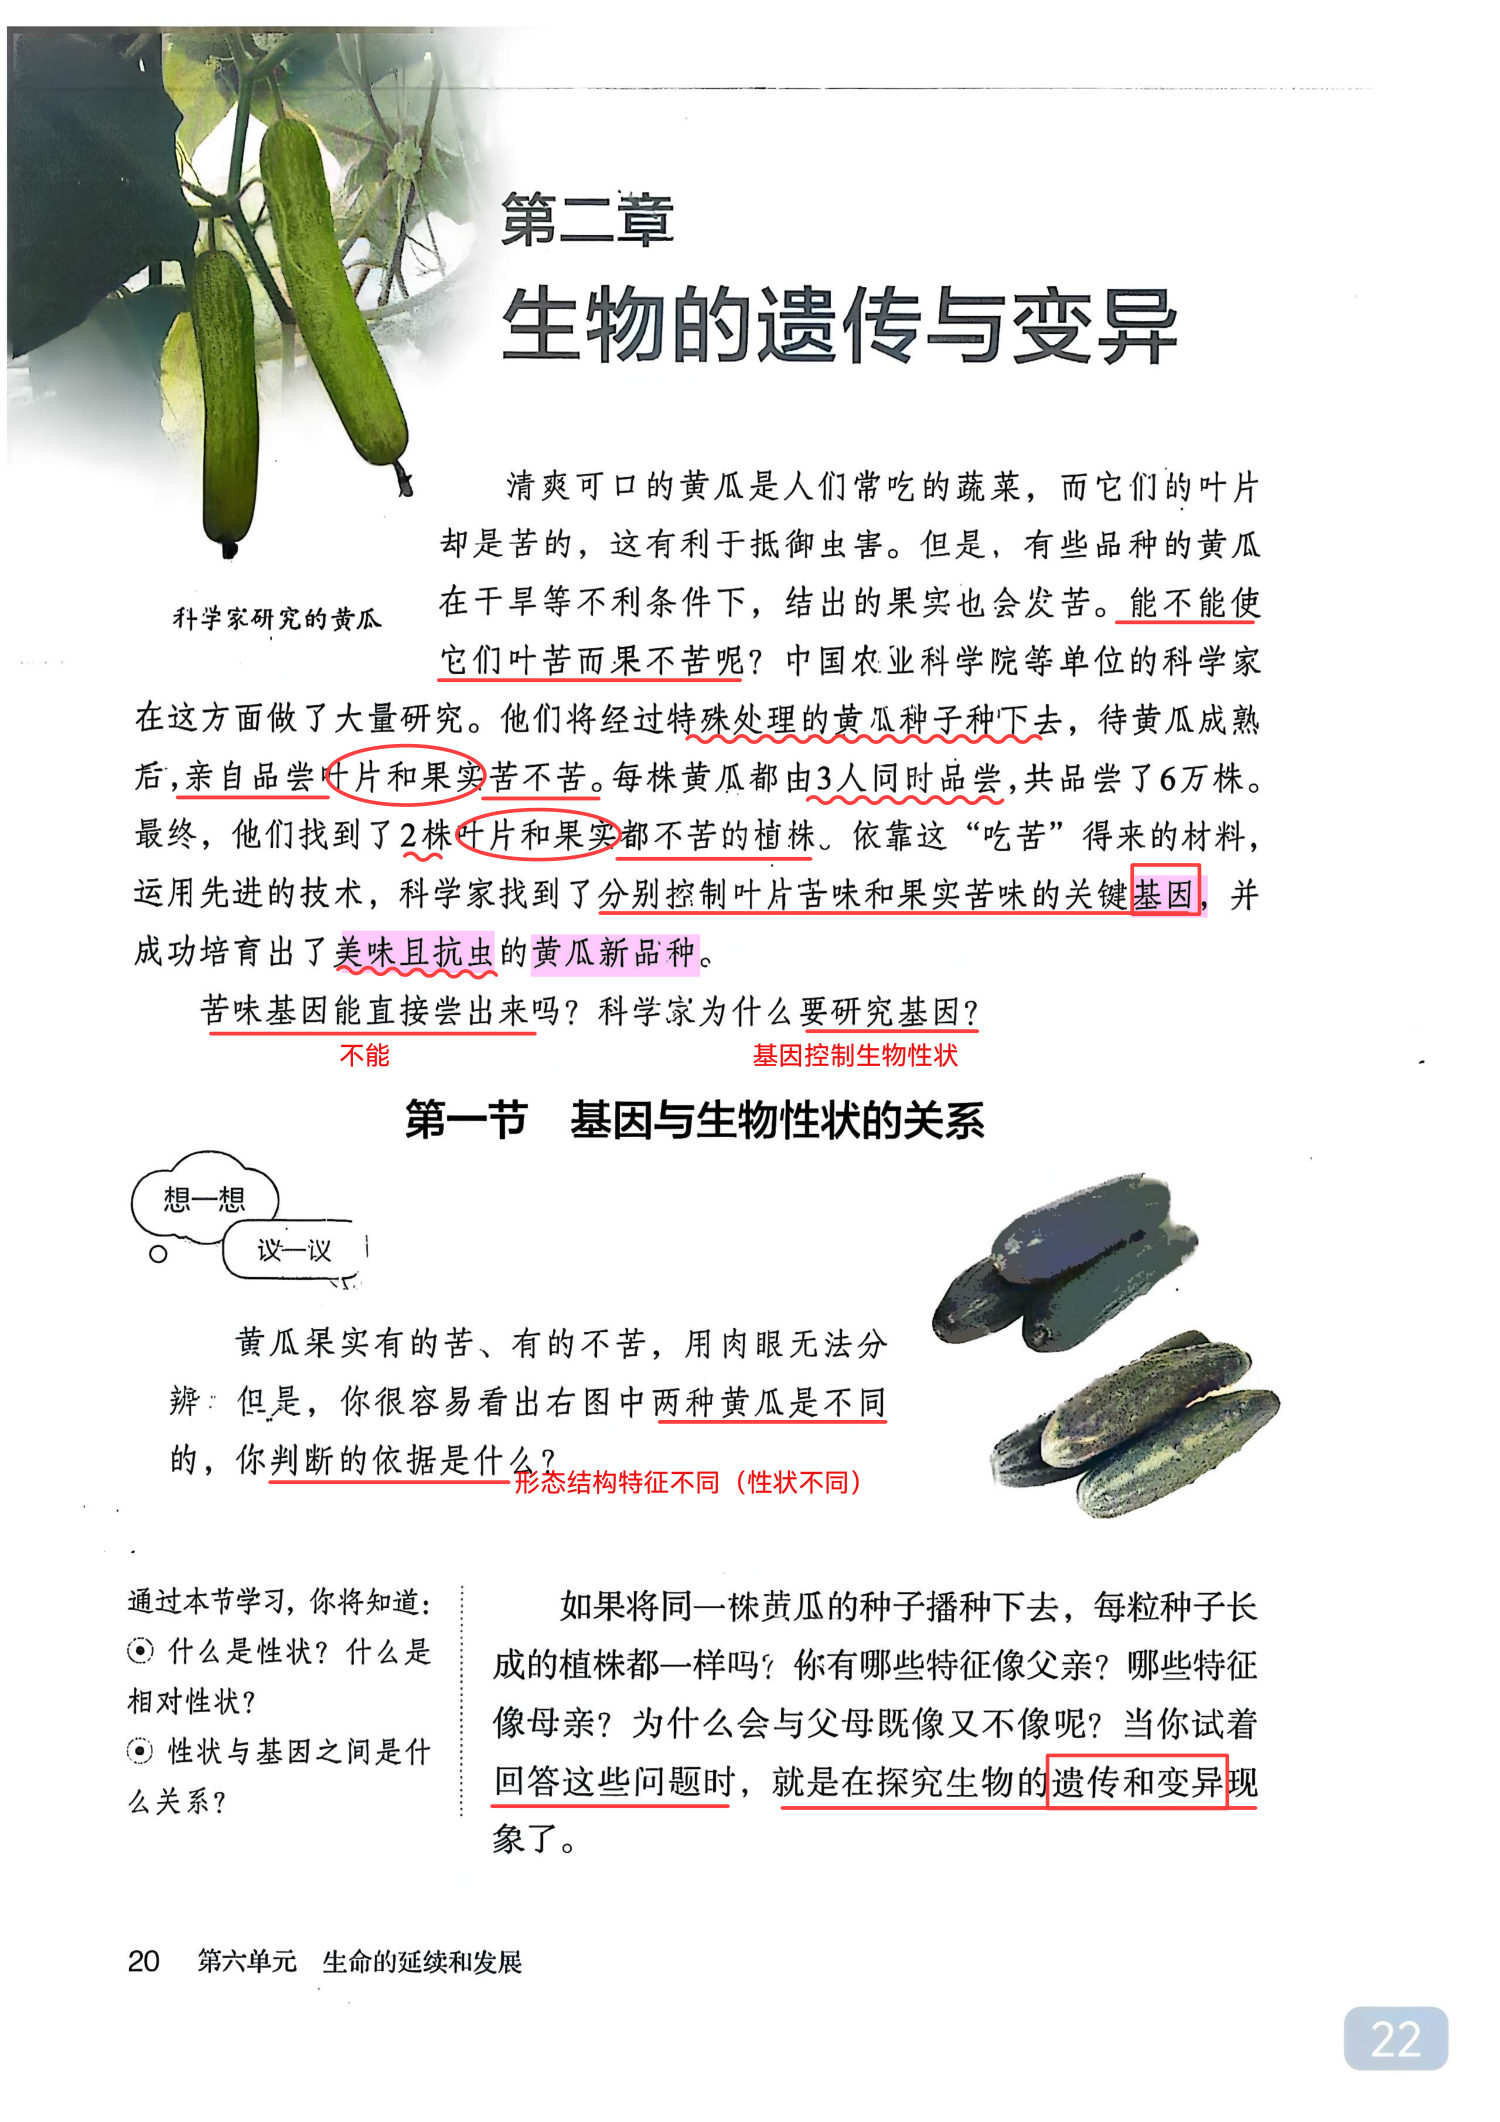 第二章
生物的遗传与变异
清爽可口的黄瓜是人们常吃的蔬菜，而它们的叶片
却是苦的，这有利于抵御虫害。但是，有些品种的黄瓜
在干旱等不利条件下，结出的果实也会发苦。能不能使
它们叶苦而果不苦呢？中国农业科学院等单位的科学家
在这方面做了大量研究。他们将经过特殊处理的黄瓜种子种下去，待黄瓜成熟
后，亲自品尝叶片和果实苦不苦。每株黄瓜都由3人同时品尝，共品尝了6万株。
最终，他们找到了2株叶片和果实都不苦的植株。依靠这“吃苦”得来的材料，
运用先进的技术，科学家找到了分别控制叶片苦味和果实苦味的关键基因，并
成功培育出了美味且抗虫的黄瓜新品种。
科学家研究的黄瓜
苦味基因能直接尝出来吗？科学家为什么要研究基因？
不能 基因控制生物性状
第一节 基因与生物性状的关系
想一想
议一议
黄瓜果实有的苦、有的不苦，用肉眼无法分
辨．但是，你很容易看出右图中两种黄瓜是不同
的，你判断的依据是什么？
形态结构特征不同（性状不同）
通过本节学习，你将知道：
什么是性状？什么是
相对性状？
性状与基因之间是什
么关系？
如果将同一株黄瓜的种子播种下去，每粒种子长
成的植株都一样吗？你有哪些特征像父亲？哪些特征
像母亲？为什么会与父母既像又不像呢？当你试着
回答这些问题时，就是在探究生物的遗传和变异现
象了。
20 第六单元 生命的延续和发展
22